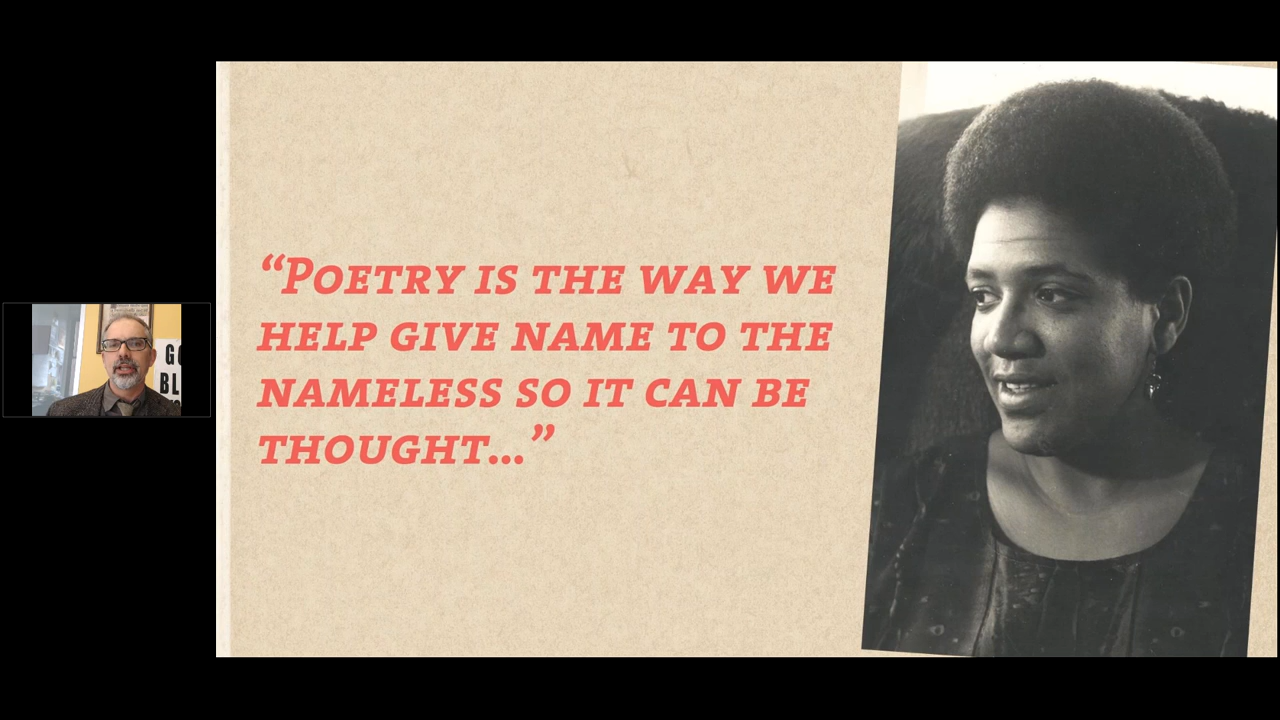 “Poetry is the way we
help give name to the
nameless so it can be
thought...”